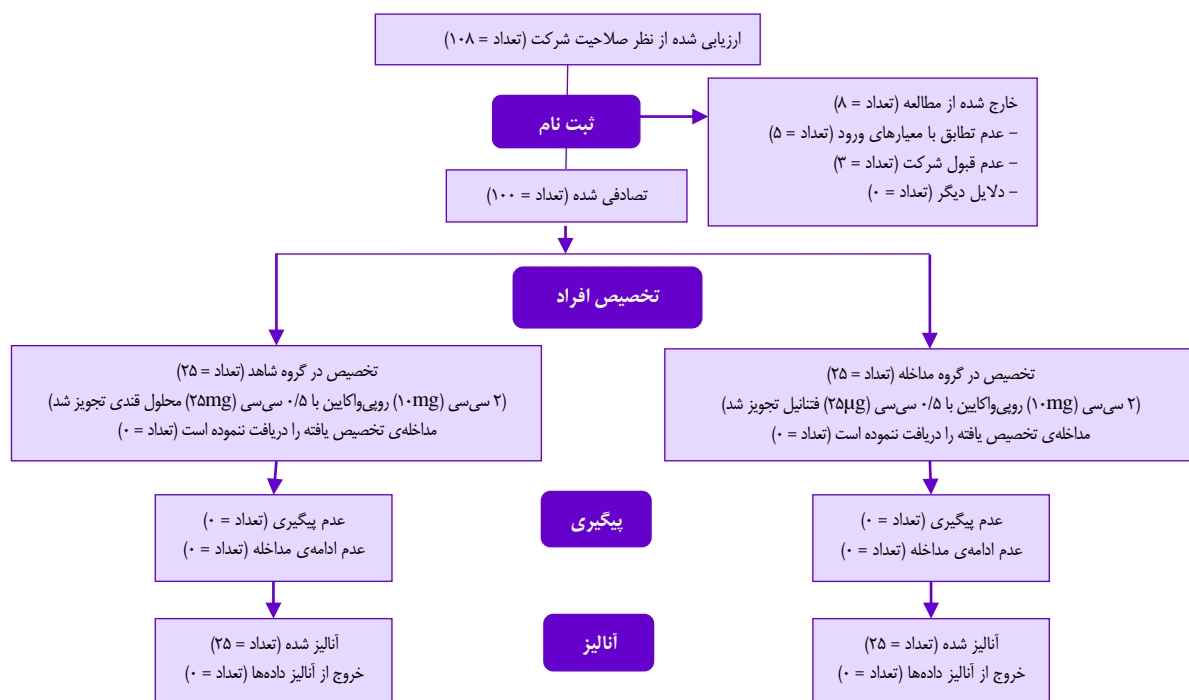 ارزیابی شده از نظر صلاحیت شرکت (تعداد = ۱۰۸)
ثبت نام
خارج شده از مطالعه (تعداد = ۸)
– عدم تطابق با معیارهای ورود (تعداد = ۵)
– عدم قبول شرکت (تعداد = ۳)
– دلایل دیگر (تعداد = ۰)
تصادفی شده (تعداد = ۱۰۰)
تخصیص افراد
تخصیص در گروه مداخله (تعداد = ۲۵)
(۲ سی‌سی (۱۰mg) روپی‌واکایین با ۰/۵ سی‌سی (۲۵µg) فنتانیل تجویز شد)
مداخله‌ی تخصیص یافته را دریافت ننموده است (تعداد = ۰)
تخصیص در گروه شاهد (تعداد = ۲۵)
(۲ سی‌سی (۱۰mg) روپی‌واکایین با ۰/۵ سی‌سی (۲۵mg) محلول قندی تجویز شد)
مداخله‌ی تخصیص یافته را دریافت ننموده است (تعداد = ۰)
پیگیری
عدم پیگیری (تعداد = ۰)
عدم ادامه‌ی مداخله (تعداد = ۰)
عدم پیگیری (تعداد = ۰)
عدم ادامه‌ی مداخله (تعداد = ۰)
آنالیز
آنالیز شده (تعداد = ۲۵)
خروج از آنالیز داده‌ها (تعداد = ۰)
آنالیز شده (تعداد = ۲۵)
خروج از آنالیز داده‌ها (تعداد = ۰)